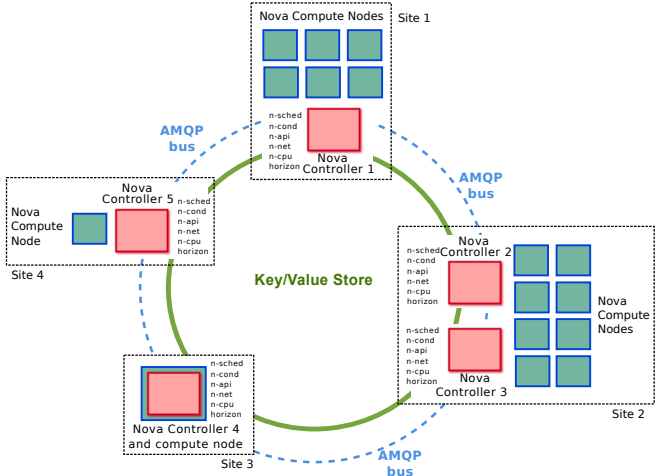 Nova Compute Nodes
Site 1
n-sched
n-cond
n-api
n-net
n-cpu
horizon
Nova
Controller 1
AMQP
bus
AMQP
bus
Nova
Controller 5
n-sched
n-cond
n-api
n-net
n-cpu
horizon
Nova
Compute
Node
Site 4
Key/Value Store
n-sched
n-cond
n-api
n-net
n-cpu
horizon
Nova
Controller 2
n-sched
n-cond
n-api
n-net
n-cpu
horizon
Nova
Controller 3
Nova
Compute
Nodes
Site 2
n-sched
n-cond
n-api
n-net
n-cpu
horizon
Nova Controller 4
and compute node
Site 3
AMQP
bus